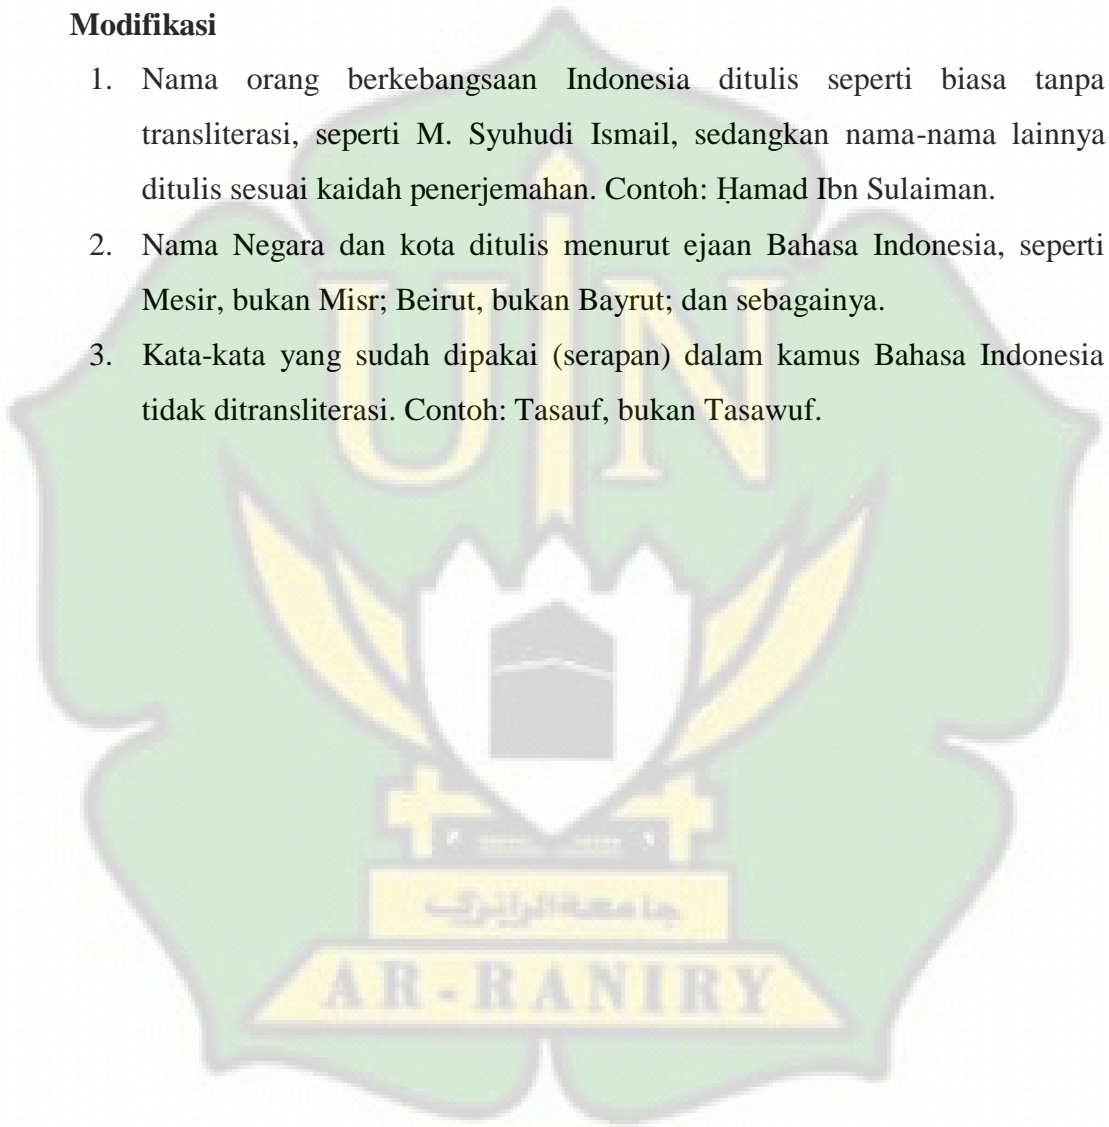 Modifikasi
1. Nama orang berkebangsaan Indonesia ditulis seperti biasa tanpa
transliterasi, seperti M. Syuhudi Ismail, sedangkan nama-nama lainnya
ditulis sesuai kaidah penerjemahan. Contoh: Ḥamad Ibn Sulaiman.
2. Nama Negara dan kota ditulis menurut ejaan Bahasa Indonesia, seperti
Mesir, bukan Misr; Beirut, bukan Bayrut; dan sebagainya.
3. Kata-kata yang sudah dipakai (serapan) dalam kamus Bahasa Indonesia
tidak ditransliterasi. Contoh: Tasauf, bukan Tasawuf.
UIN
جامعة الرانري
AR-RANIRY